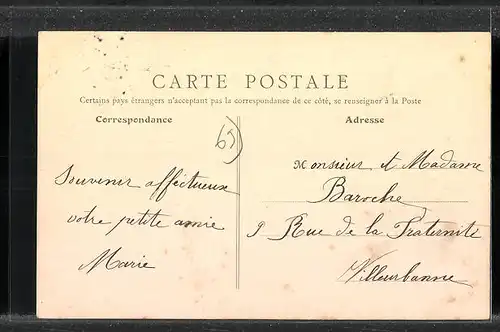 CARTE POSTALE
Certains pays étrangers n'acceptant pas la correspondance de ce côté, se renseigner à la Poste
Correspondance
Adresse
69
Souvenir affectueux
votre petite amie
Marie
Monsieur et Madame
Baroche
9 Rue de la Fraternité
Villeurbanne